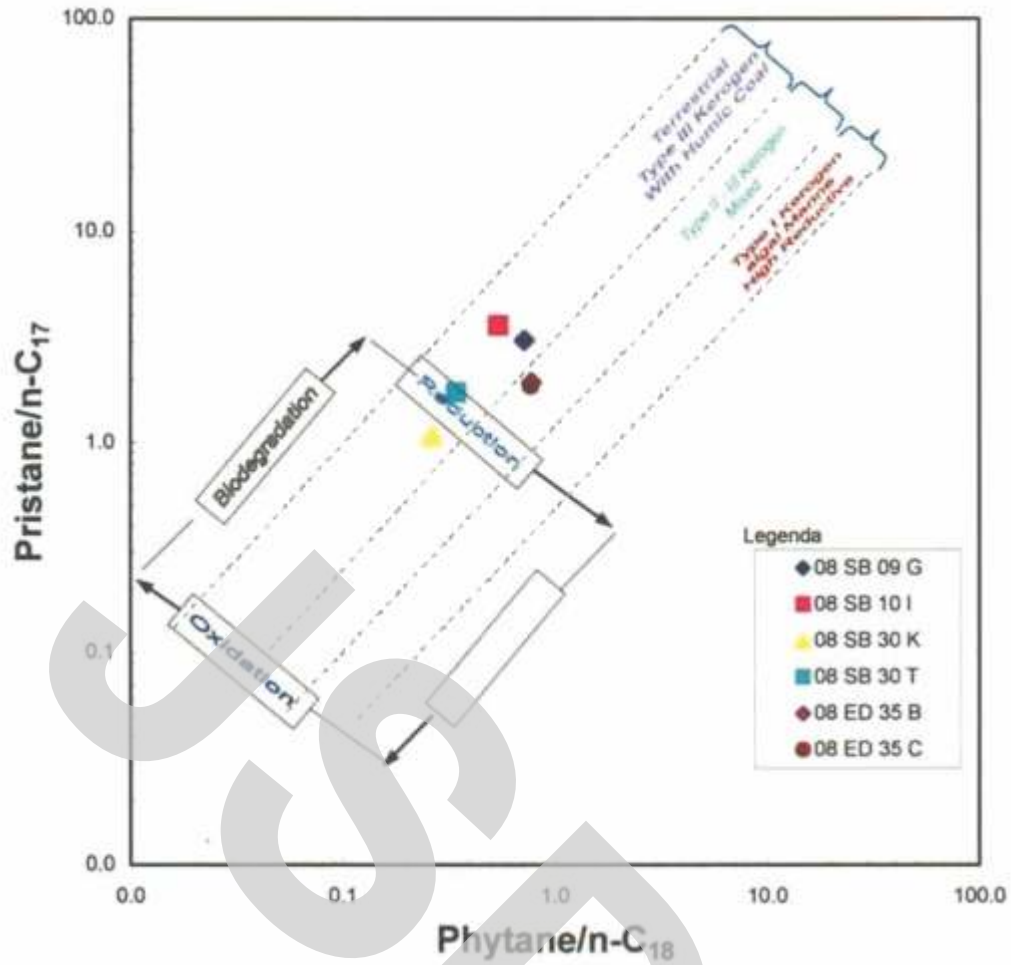 100.0
10.0
1.0
0.1
0.0
Pristane/n-C₁₇
Terrestrial
Type III Kerogen
With Humic Coal
Type II - III Kerogen
Mixed
Type I Kerogen
algal Marine
High Reductive
Biodegradation
Reduption
Oxidation
Legenda
08 SB 09 G
08 SB 10 I
08 SB 30 K
08 SB 30 T
08 ED 35 B
08 ED 35 C
0.0
0.1
1.0
10.0
100.0
Phytane/n-C₁₈